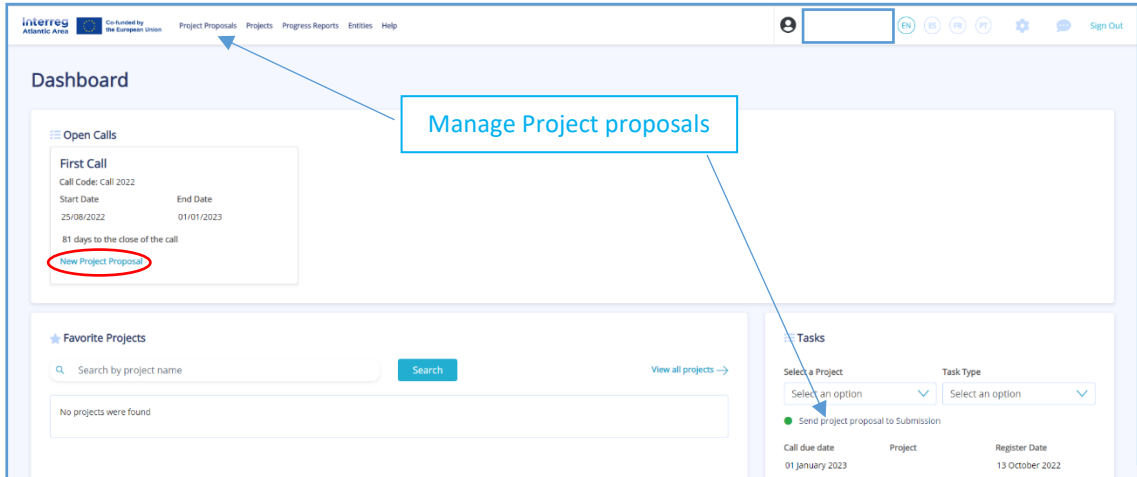 Interreg Co-funded by
Atlantic Area the European Union
Project Proposals Projects Progress Reports Entities Help
EN ES FR PT Sign Out
Dashboard
Manage Project proposals
Open Calls
First Call
Call Code: Call 2022
Start Date End Date
25/08/2022 01/01/2023
81 days to the close of the call
New Project Proposal
Favorite Projects
Search by project name Search View all projects
No projects were found
Tasks
Select a Project Task Type
Select an option Select an option
Send project proposal to Submission
Call due date Project Register Date
01 January 2023 13 October 2022